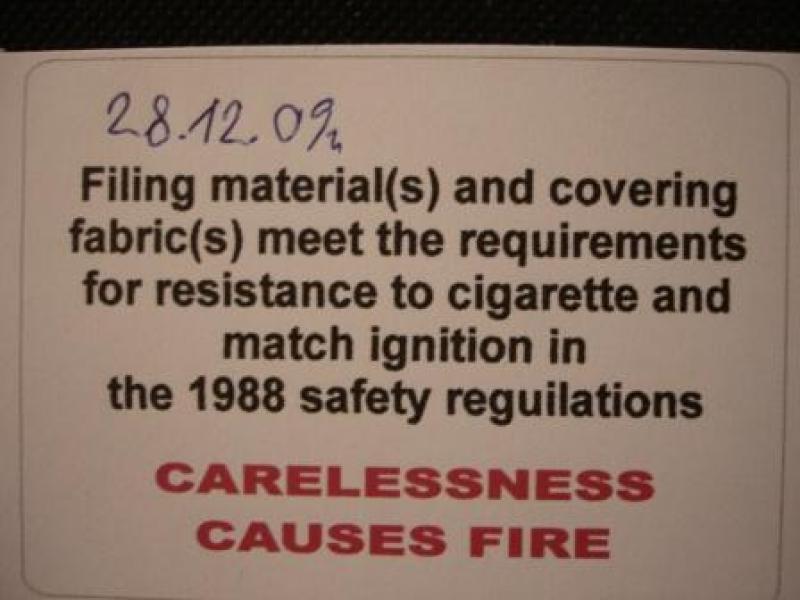 28.12.09r
Filing material(s) and covering
fabric(s) meet the requirements
for resistance to cigarette and
match ignition in
the 1988 safety reguilations
CARELESSNESS
CAUSES FIRE